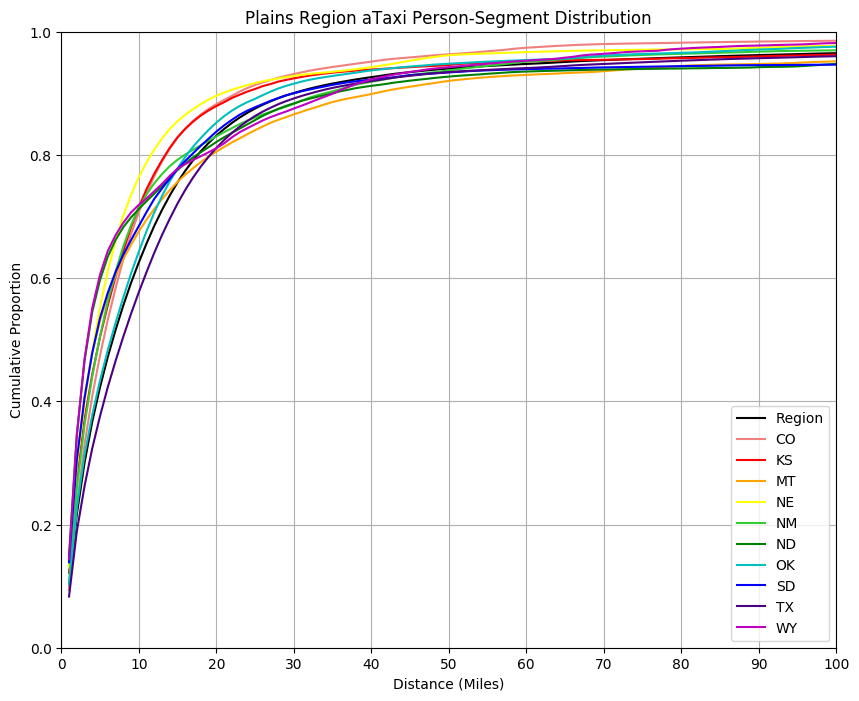 Plains Region aTaxi Person-Segment Distribution
1.0
0.8
0.6
0.4
0.2
0.0
Cumulative Proportion
Region
CO
KS
MT
NE
NM
ND
OK
SD
TX
WY
0 10 20 30 40 50 60 70 80 90 100
Distance (Miles)